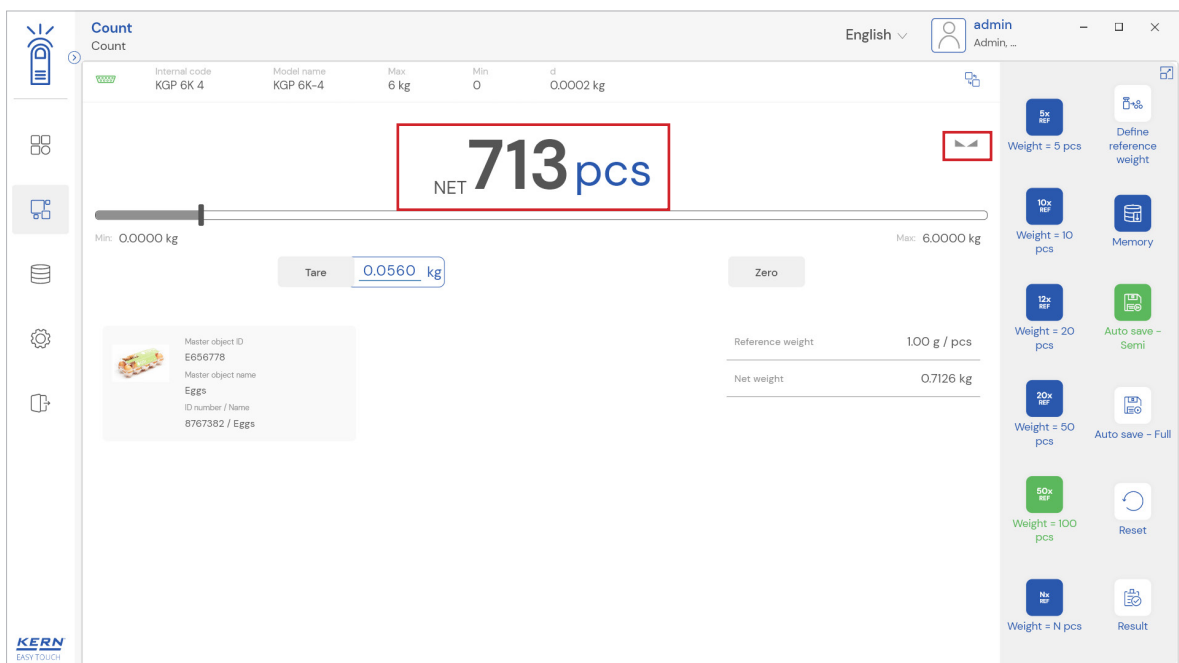 Count
Count
English
admin
Admin, ...
Internal code
KGP 6K 4
Model name
KGP 6K-4
Max
6 kg
Min
0
d
0.0002 kg
NET 713 pcs
Min: 0.0000 kg
Max: 6.0000 kg
Tare
0.0560 kg
Zero
Master object ID
E656778
Master object name
Eggs
ID number / Name
8767382 / Eggs
Reference weight 1.00 g / pcs
Net weight 0.7126 kg
5x
REF
Weight = 5 pcs
Define
reference
weight
10x
REF
Weight = 10
pcs
Memory
12x
REF
Weight = 20
pcs
Auto save -
Semi
20x
REF
Weight = 50
pcs
Auto save - Full
50x
REF
Weight = 100
pcs
Reset
Nx
REF
Weight = N pcs
Result
KERN
EASY TOUCH